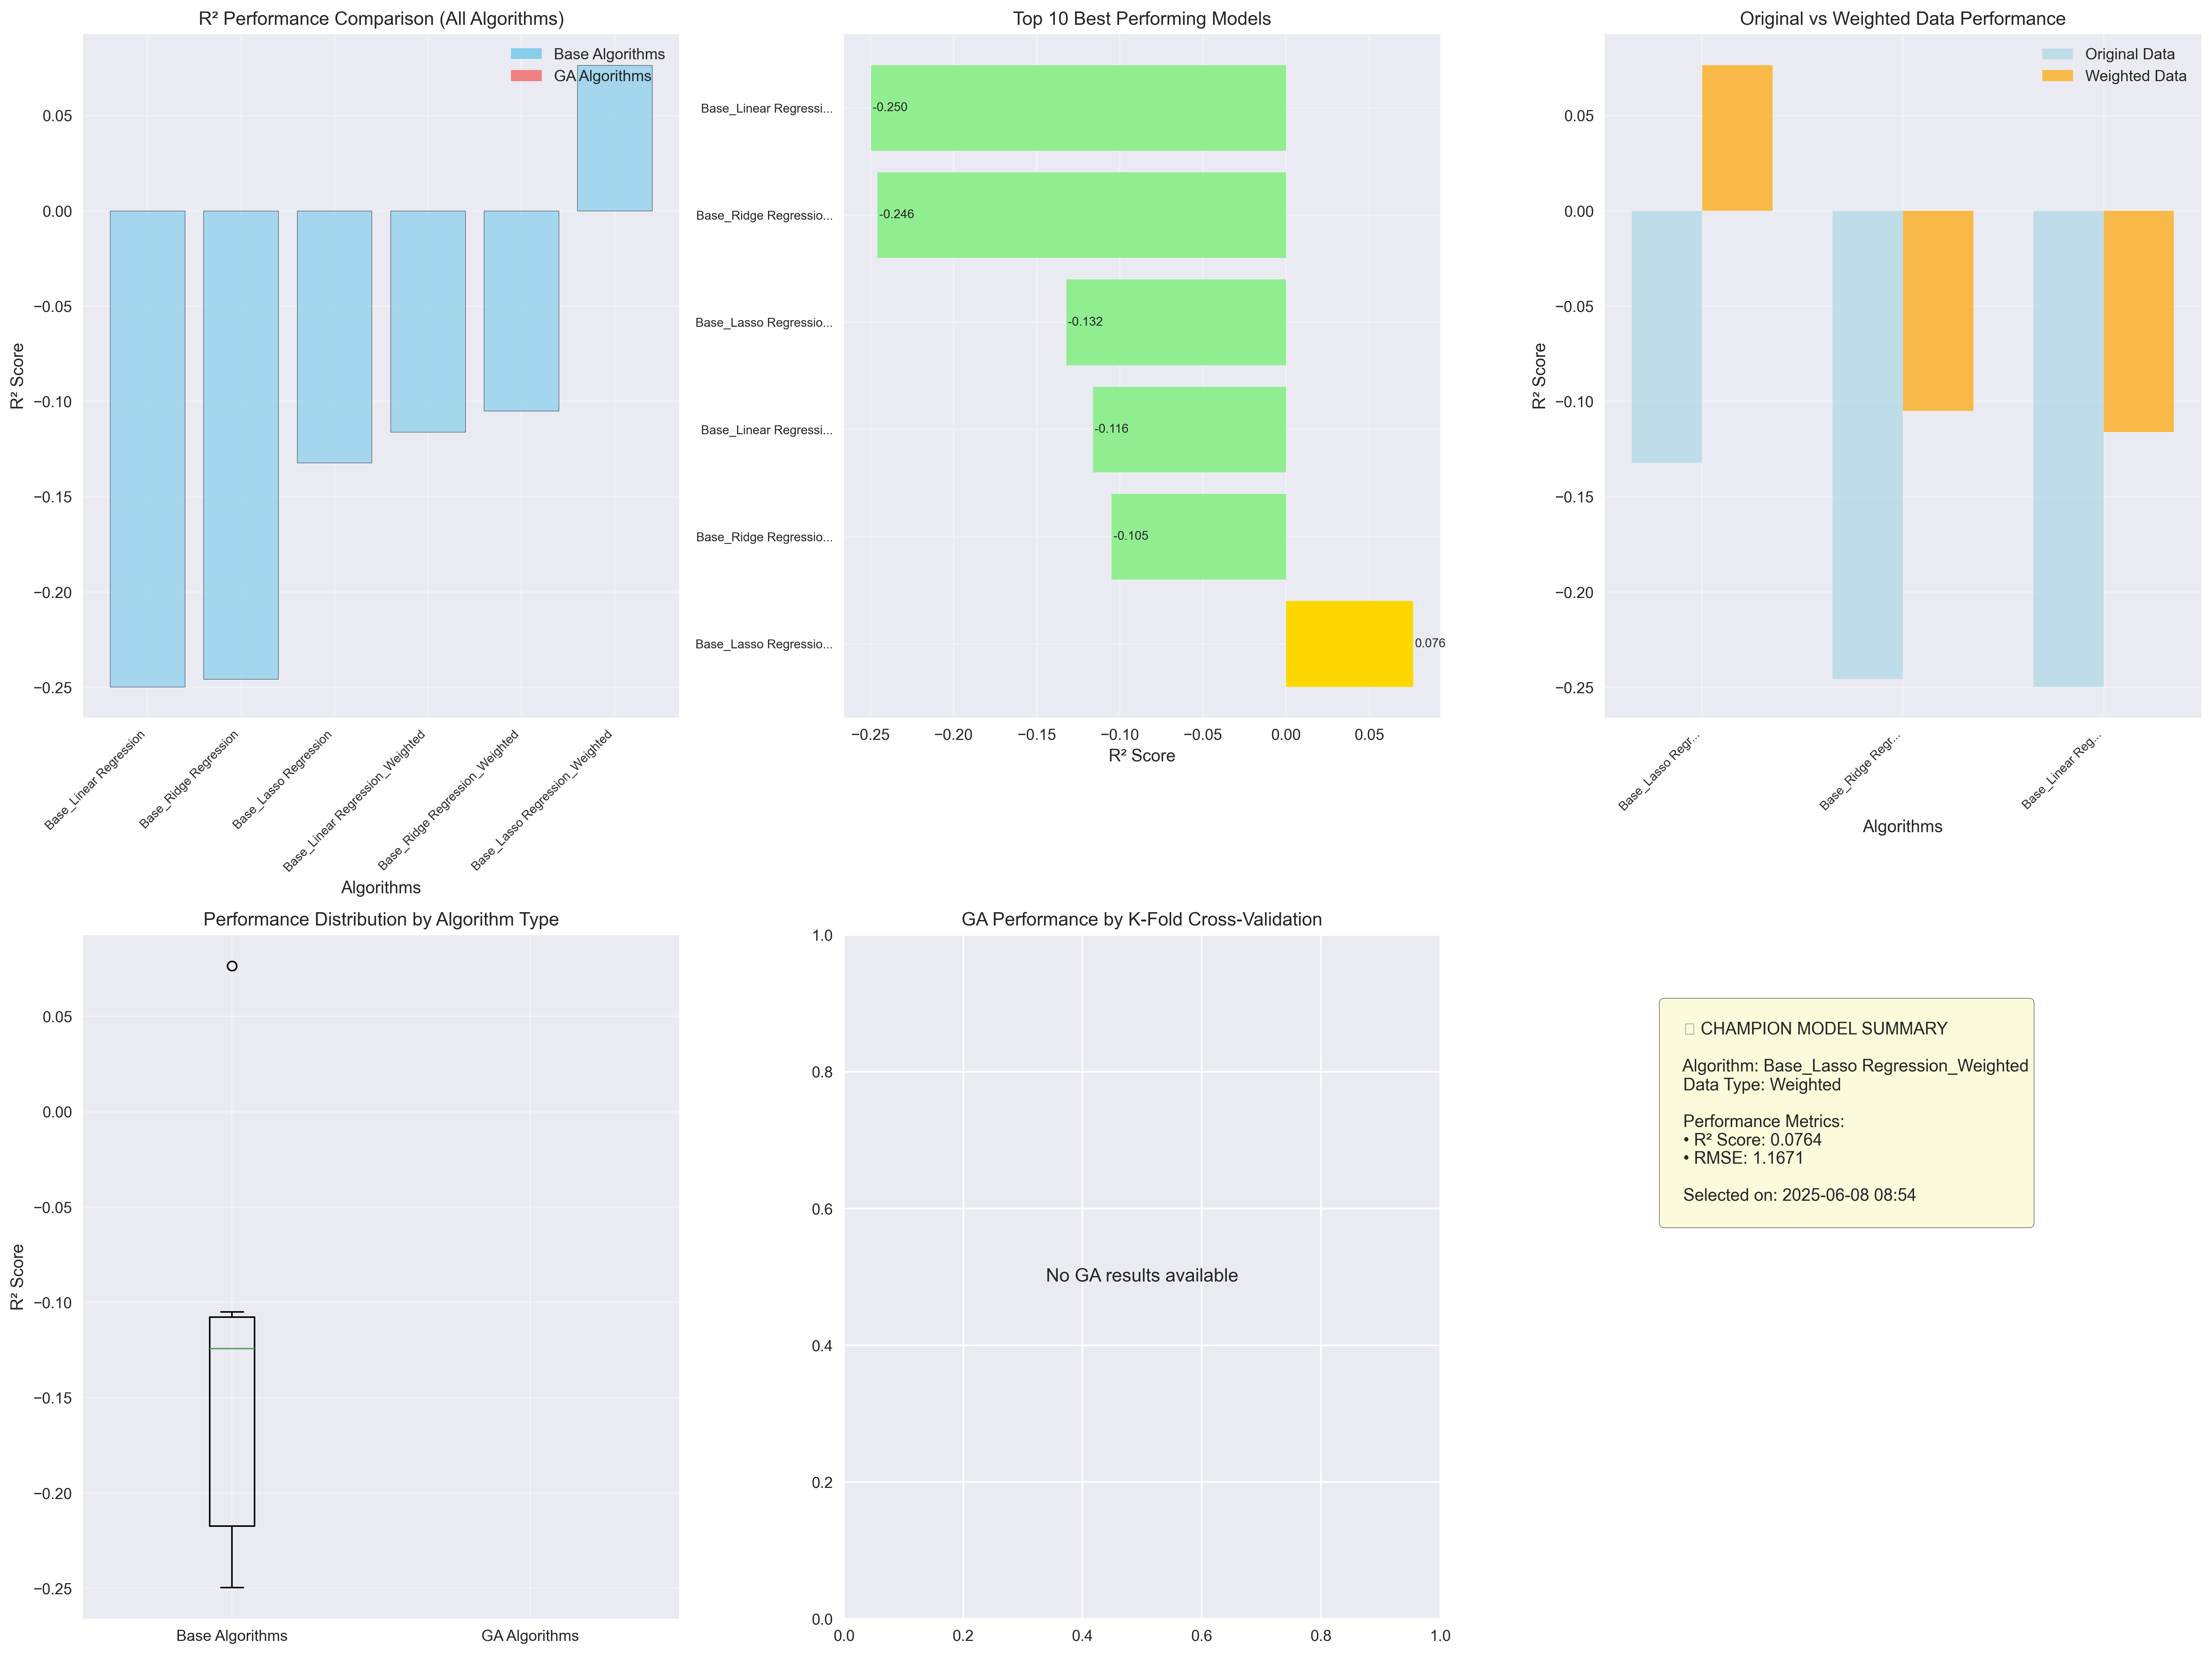 R² Performance Comparison (All Algorithms)
Base Algorithms
GA Algorithms
0.05
0.00
−0.05
−0.10
−0.15
−0.20
−0.25
R² Score
Base_Linear Regression
Base_Ridge Regression
Base_Lasso Regression
Base_Linear Regression_Weighted
Base_Ridge Regression_Weighted
Base_Lasso Regression_Weighted
Algorithms
Top 10 Best Performing Models
Base_Linear Regressi...
-0.250
Base_Ridge Regressio...
-0.246
Base_Lasso Regressio...
-0.132
Base_Linear Regressi...
-0.116
Base_Ridge Regressio...
-0.105
Base_Lasso Regressio...
0.076
−0.25 −0.20 −0.15 −0.10 −0.05 0.00 0.05
R² Score
Original vs Weighted Data Performance
Original Data
Weighted Data
0.05
0.00
−0.05
−0.10
−0.15
−0.20
−0.25
R² Score
Base_Lasso Regr...
Base_Ridge Regr...
Base_Linear Reg...
Algorithms
Performance Distribution by Algorithm Type
0.05
0.00
−0.05
−0.10
−0.15
−0.20
−0.25
R² Score
Base Algorithms GA Algorithms
GA Performance by K-Fold Cross-Validation
1.0
0.8
0.6
0.4
0.2
0.0
No GA results available
0.0 0.2 0.4 0.6 0.8 1.0
CHAMPION MODEL SUMMARY
Algorithm: Base_Lasso Regression_Weighted
Data Type: Weighted
Performance Metrics:
• R² Score: 0.0764
• RMSE: 1.1671
Selected on: 2025-06-08 08:54